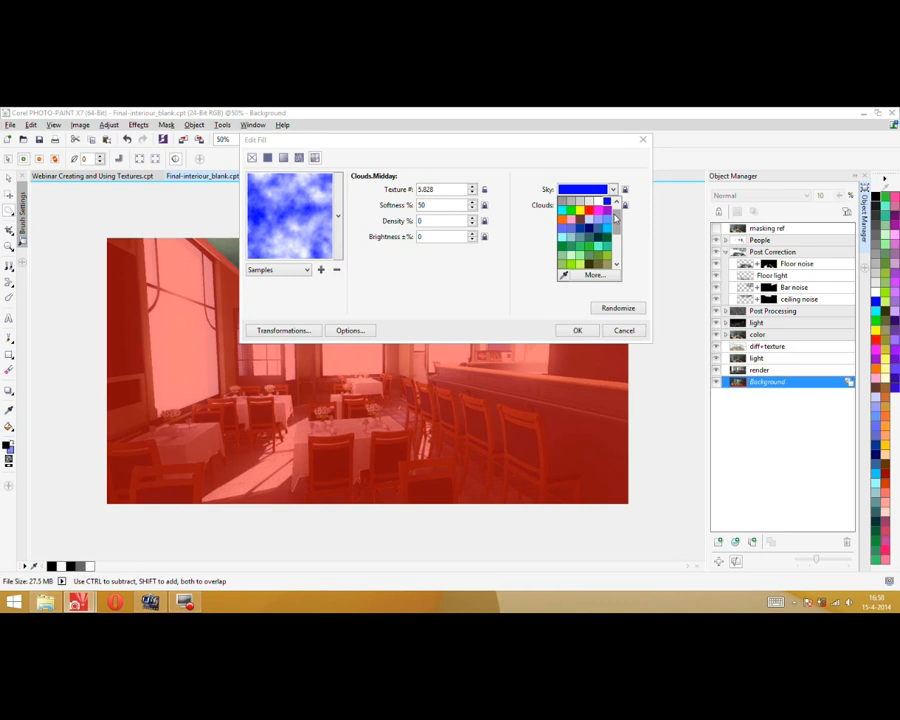 Corel PHOTO-PAINT X7 (64-Bit) - Final-interiour_blank.cpt (24-Bit RGB) @50% - Background
File Edit View Image Adjust Effects Mask Object Tools Window Help
50%
Edit Fill
Webinar Creating and Using Textures.cpt Final-interiour_blank.cpt
Brush Settings
Clouds.Midday:
Texture #: 5.828
Softness %: 50
Density %: 0
Brightness ±%: 0
Sky:
Clouds:
More...
Samples
Randomize
Transformations... Options... OK Cancel
Object Manager
Normal 10
masking ref
People
Post Correction
Floor noise
Floor light
Bar noise
ceiling noise
Post Processing
light
color
diff+texture
light
render
Background
Object Manager
File Size: 27.5 MB Use CTRL to subtract, SHIFT to add, both to overlap
16:58
15-4-2014